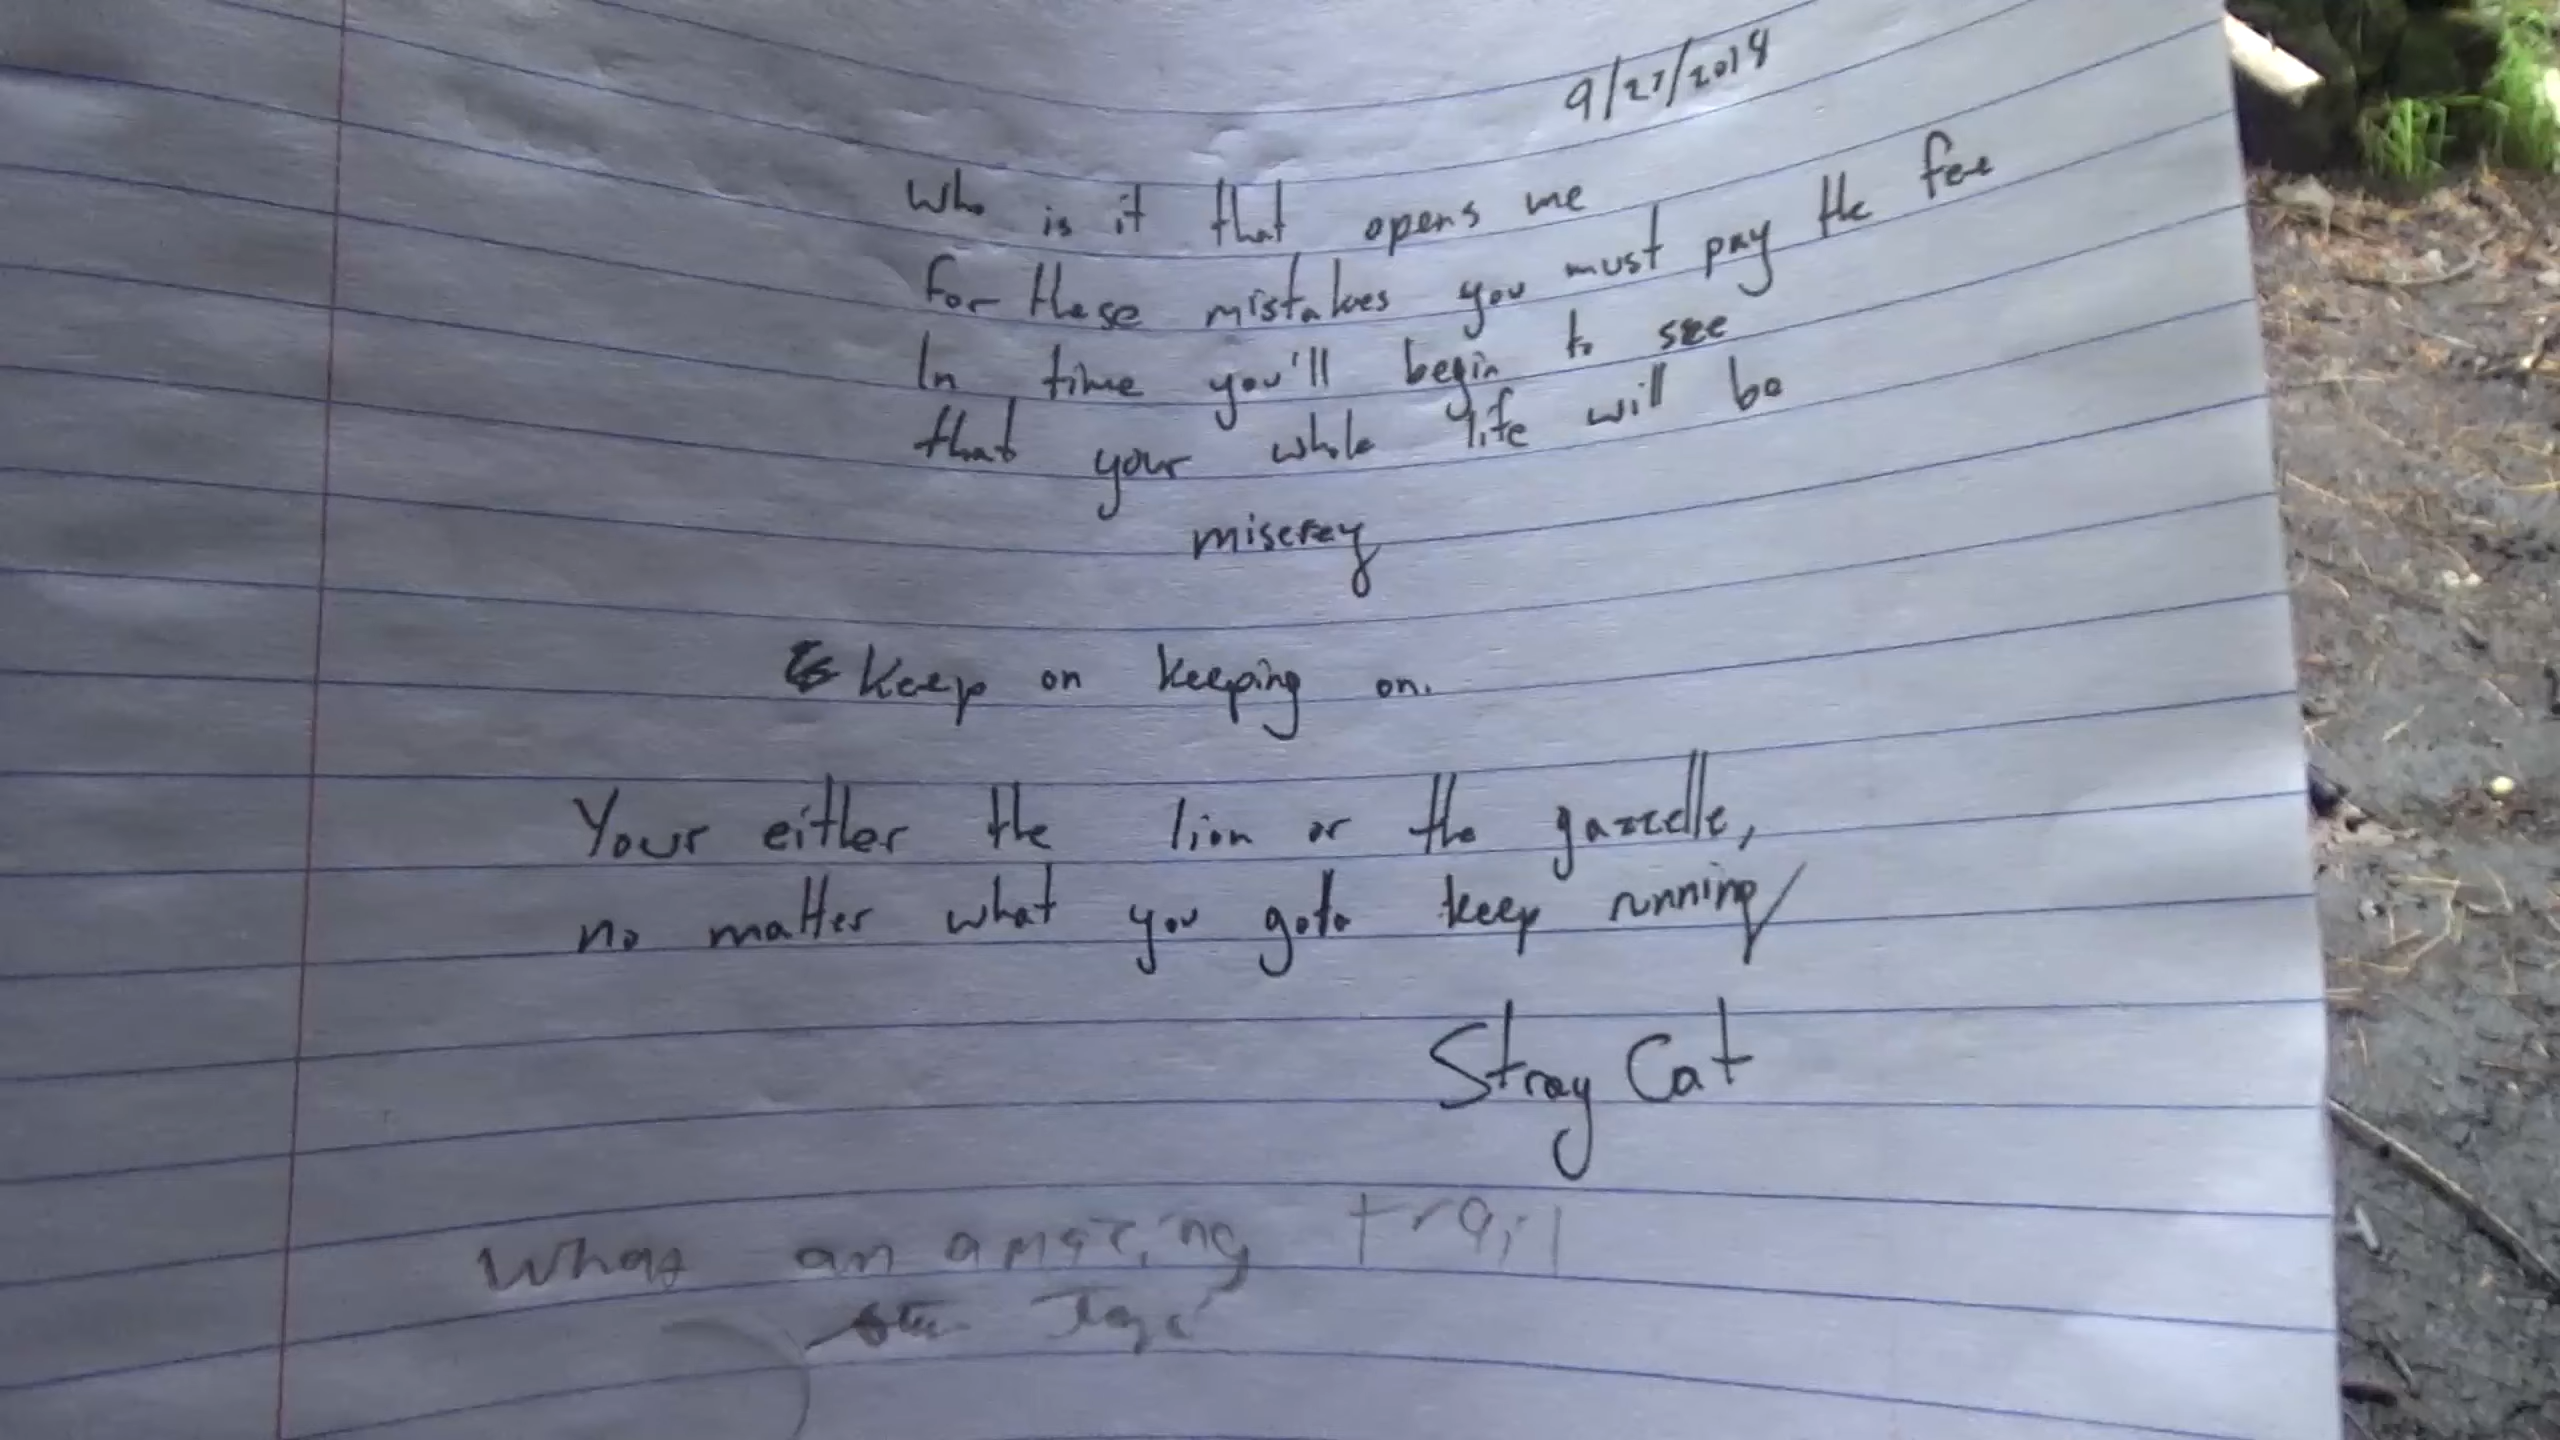 9/27/2018
Who is it that opens me
For these mistakes you must pay the fee
In time you'll begin to see
that your whole life will be
miserey
Keep on keeping on.
Your either the lion or the gazzelle,
no matter what you gota keep running
Stray Cat
What an amazing trail